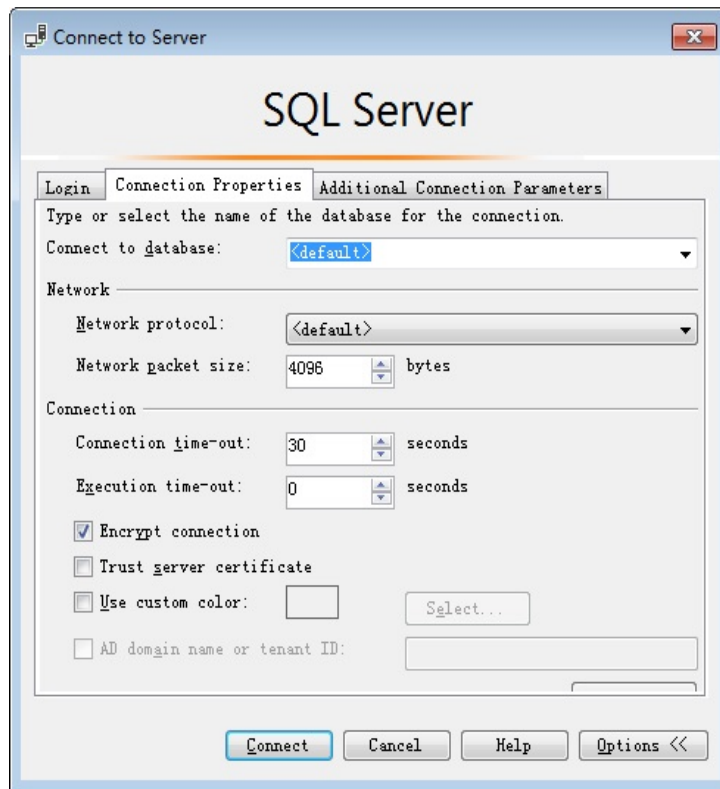 Connect to Server
SQL Server
Login Connection Properties Additional Connection Parameters
Type or select the name of the database for the connection.
Connect to database: <default>
Network
Network protocol: <default>
Network packet size: 4096 bytes
Connection
Connection time-out: 30 seconds
Execution time-out: 0 seconds
Encrypt connection
Trust server certificate
Use custom color: Select...
AD domain name or tenant ID:
Connect Cancel Help Options <<